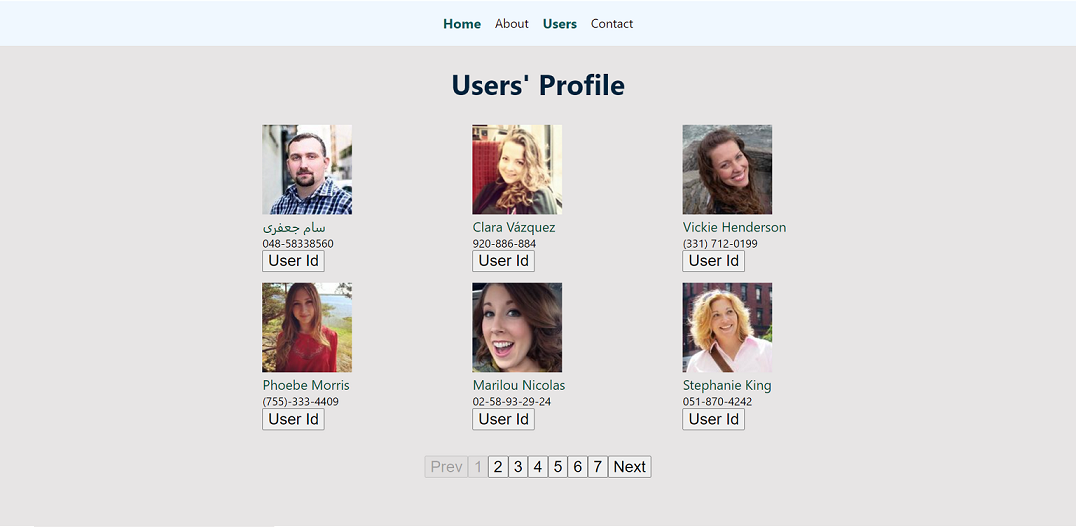 Home About Users Contact
Users' Profile
سام جعفری
048-58338560
User Id
Clara Vázquez
920-886-884
User Id
Vickie Henderson
(331) 712-0199
User Id
Phoebe Morris
(755)-333-4409
User Id
Marilou Nicolas
02-58-93-29-24
User Id
Stephanie King
051-870-4242
User Id
Prev 1 2 3 4 5 6 7 Next